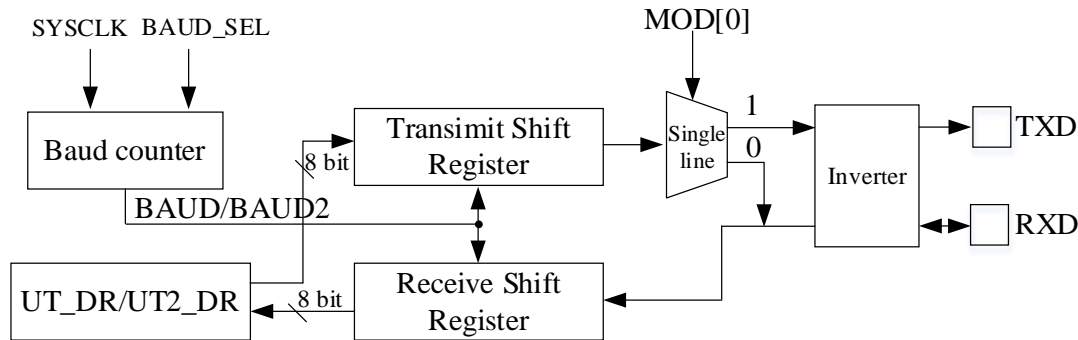 MOD[0]
SYSCLK
BAUD_SEL
Baud counter
8 bit
Transimit Shift
Register
Single
line
1
0
Inverter
TXD
BAUD/BAUD2
RXD
UT_DR/UT2_DR
8 bit
Receive Shift
Register